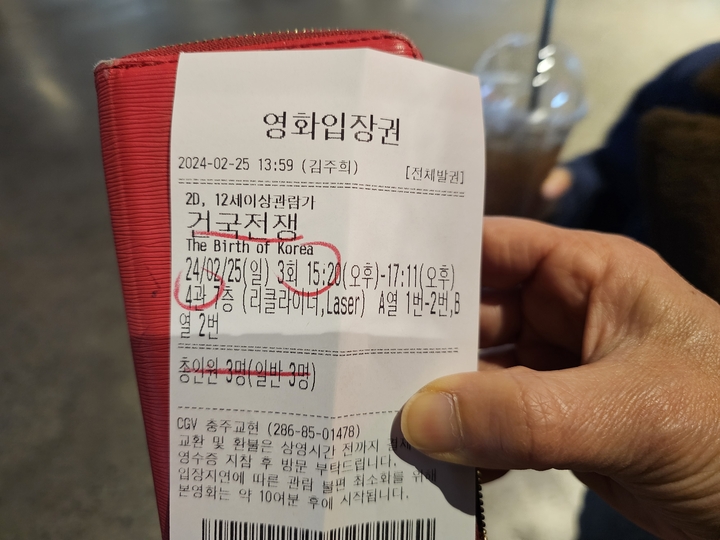 영화입장권
2024-02-25 13:59 (김주희) [전체발권]
2D, 12세이상관람가
건국전쟁
The Birth of Korea
24/02/25(일) 3회 15:20(오후)-17:11(오후)
4관 7층 (리클라이너,Laser) A열 1번-2번,B
열 2번
총인원 3명(일반 3명)
CGV 충주교현 (286-85-01478)
교환 및 환불은 상영시간 전까지
영수증 지참 후 방문 부탁드립니다.
입장지연에 따른 관람 불편 최소화를 위해
본영화는 약 10여분 후에 시작됩니다.